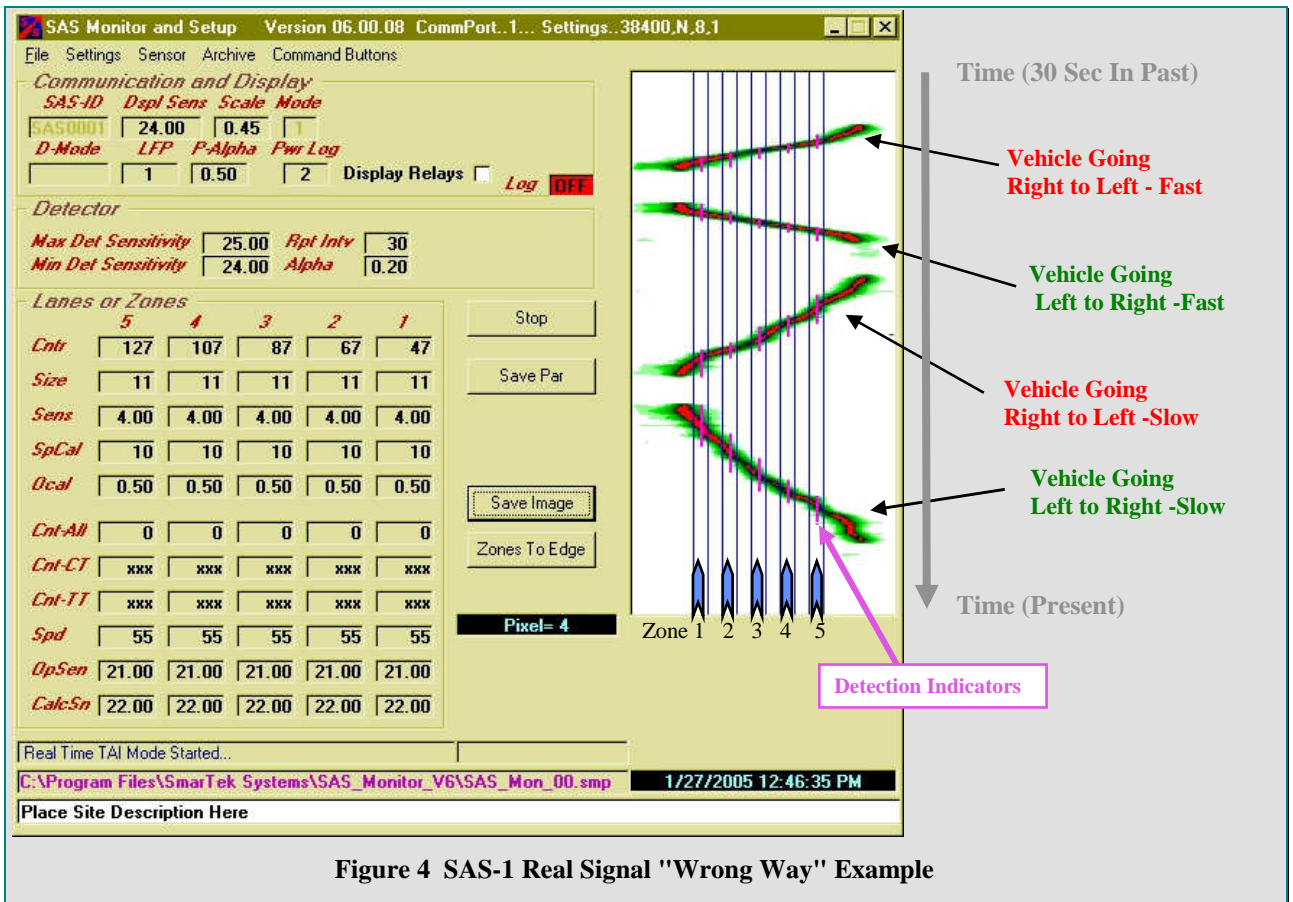 SAS Monitor and Setup Version 06.00.08 CommPort..1... Settings..38400,N,8,1
File Settings Sensor Archive Command Buttons
Communication and Display
SAS-ID Dspl Sens Scale Mode
SAS0001 24.00 0.45 1
D-Mode LFP P-Alpha Pwr Log
1 0.50 2 Display Relays Log OFF
Detector
Max Det Sensitivity 25.00 Rpt Intv 30
Min Det Sensitivity 24.00 Alpha 0.20
Lanes or Zones
5 4 3 2 1
Cntr 127 107 87 67 47
Size 11 11 11 11 11
Sens 4.00 4.00 4.00 4.00 4.00
SpCal 10 10 10 10 10
Ocal 0.50 0.50 0.50 0.50 0.50
Cnt-All 0 0 0 0 0
Cnt-CT xxx xxx xxx xxx xxx
Cnt-TT xxx xxx xxx xxx xxx
Spd 55 55 55 55 55
OpSen 21.00 21.00 21.00 21.00 21.00
CalcSn 22.00 22.00 22.00 22.00 22.00
Stop
Save Par
Save Image
Zones To Edge
Pixel= 4
Zone 1 2 3 4 5
Time (30 Sec In Past)
Vehicle Going
Right to Left - Fast
Vehicle Going
Left to Right -Fast
Vehicle Going
Right to Left -Slow
Vehicle Going
Left to Right -Slow
Time (Present)
Detection Indicators
Real Time TAI Mode Started...
C:\Program Files\SmarTek Systems\SAS_Monitor_V6\SAS_Mon_00.smp 1/27/2005 12:46:35 PM
Place Site Description Here
Figure 4 SAS-1 Real Signal "Wrong Way" Example